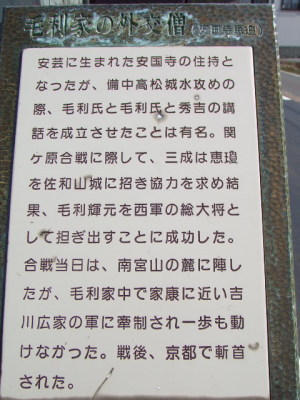 毛利家の外交僧(安国寺恵瓊)
安芸に生まれた安国寺の住持と
なったが、備中高松城水攻めの
際、毛利氏と毛利氏と秀吉の講
話を成立させたことは有名。関
ケ原合戦に際して、三成は恵瓊
を佐和山城に招き協力を求め結
果、毛利輝元を西軍の総大将と
して担ぎ出すことに成功した。
合戦当日は、南宮山の麓に陣し
たが、毛利家中で家康に近い吉
川広家の軍に牽制され一歩も動
けなかった。戦後、京都で斬首
された。